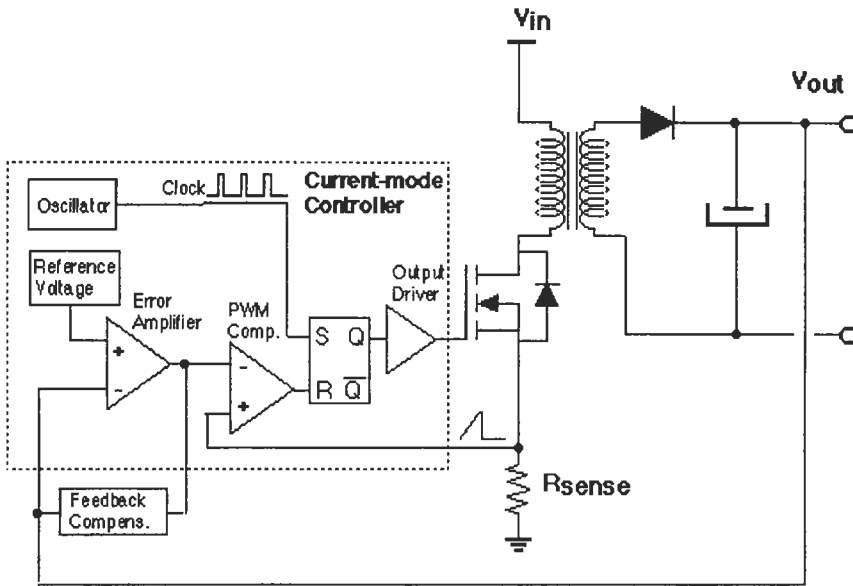 Vin
Vout
Clock
Current-mode
Controller
Oscillator
Reference
Voltage
Error
Amplifier
PWM
Comp.
Output
Driver
+
-
-
+
S Q
R Q̅
Rsense
Feedback
Compens.